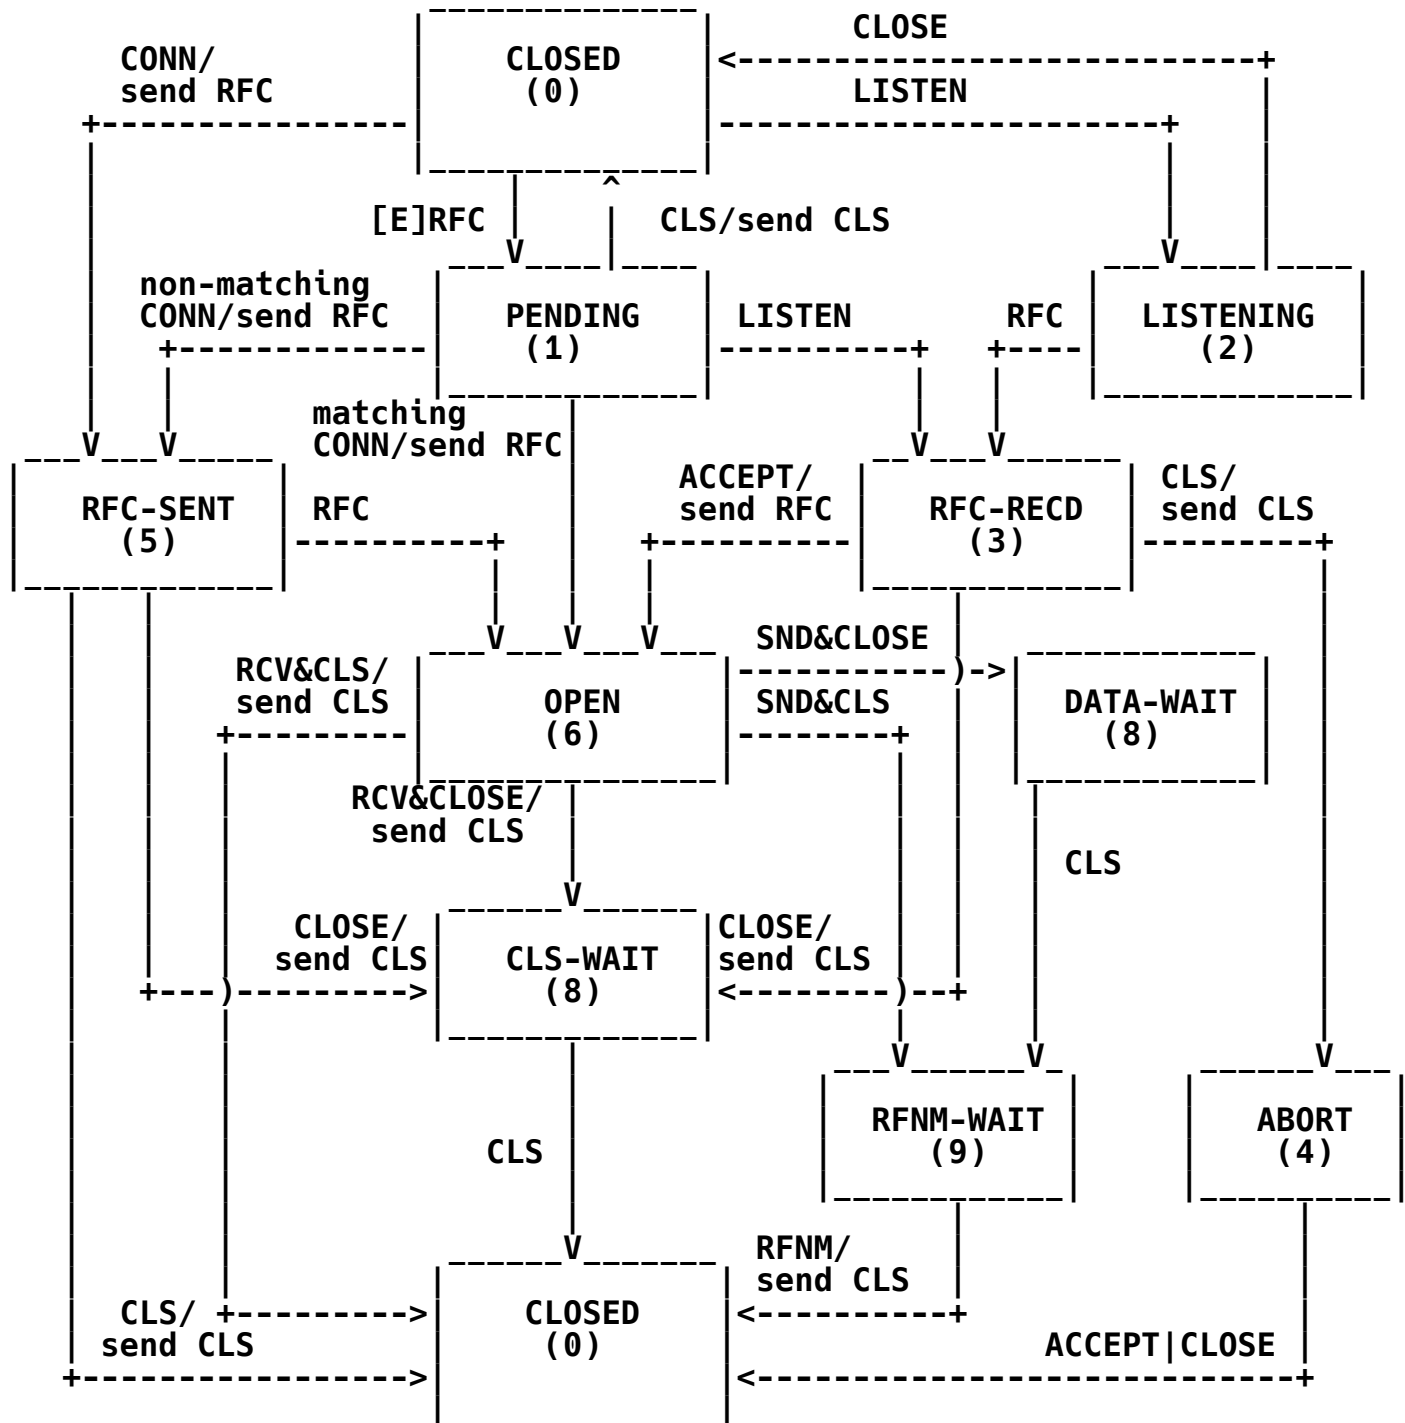 CLOSE
CONN/ CLOSED
send RFC (0) LISTEN
[E]RFC CLS/send CLS
non-matching
CONN/send RFC PENDING LISTEN RFC LISTENING
(1) (2)
matching
CONN/send RFC
ACCEPT/ CLS/
RFC-SENT RFC send RFC RFC-RECD send CLS
(5) (3)
SND&CLOSE
RCV&CLS/
send CLS OPEN SND&CLS DATA-WAIT
(6) (8)
RCV&CLOSE/
send CLS
CLS
CLOSE/ CLOSE/
send CLS CLS-WAIT send CLS
(8)
RFNM-WAIT ABORT
CLS (9) (4)
RFNM/
send CLS
CLS/ CLOSED
send CLS (0) ACCEPT|CLOSE